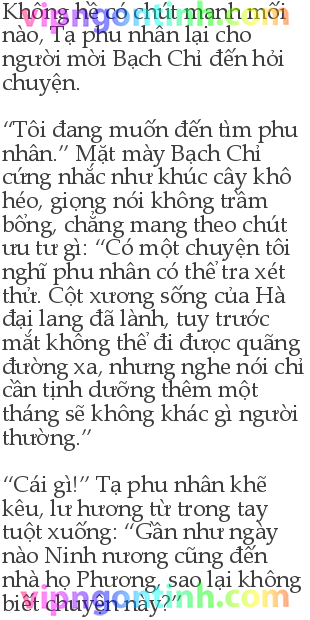 Không hề có chút manh mối
nào, Tạ phu nhân lại cho
người mời Bạch Chỉ đến hỏi
chuyện.

“Tôi đang muốn đến tìm phu
nhân.” Mặt mày Bạch Chỉ
cứng nhắc như khúc cây khô
héo, giọng nói không trầm
bổng, chẳng mang theo chút
ưu tư gì: “Có một chuyện tôi
nghĩ phu nhân có thể tra xét
thử. Cột xương sống của Hà
đại lang đã lành, tuy trước
mắt không thể đi được quãng
đường xa, nhưng nghe nói chỉ
cần tịnh dưỡng thêm một
tháng sẽ không khác gì người
thường.”

“Cái gì!” Tạ phu nhân khẽ
kêu, lư hương từ trong tay
tuột xuống: “Gần như ngày
nào Ninh nương cũng đến
nhà họ Phương, sao lại không
biết chuyện này?”
vipngontinh.com
vipngontinh.com